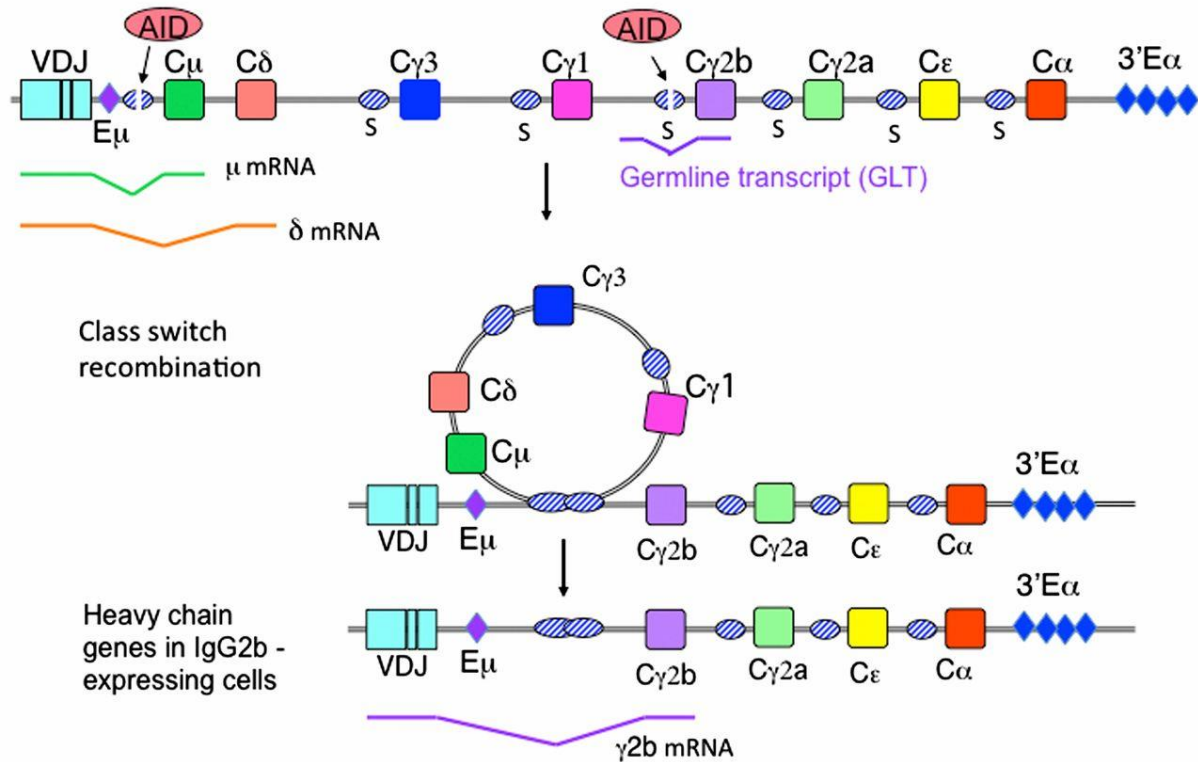 AID
AID
VDJ
Cμ
Cδ
Cγ3
Cγ1
Cγ2b
Cγ2a
Cε
Cα
3'Eα
Eμ
S
S
S
S
S
S
μ mRNA
Germline transcript (GLT)
δ mRNA
Cγ3
Class switch
recombination
Cδ
Cγ1
Cμ
3'Eα
VDJ
Eμ
Cγ2b
Cγ2a
Cε
Cα
3'Eα
Heavy chain
genes in IgG2b -
expressing cells
VDJ
Eμ
Cγ2b
Cγ2a
Cε
Cα
γ2b mRNA